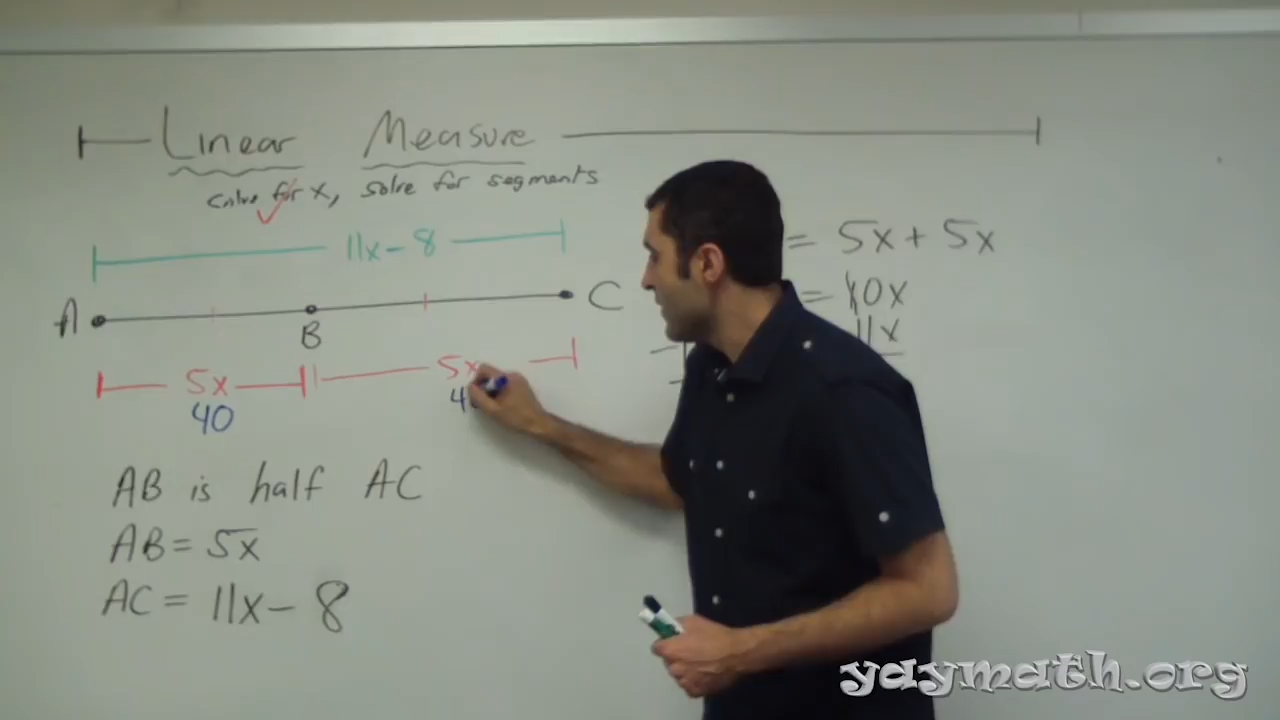 Linear Measure
solve for x, solve for segments
11x - 8
= 5x + 5x
A B C
= 10x
11x
5x 5x
40 4
AB is half AC
AB = 5x
AC = 11x - 8
yaymath.org